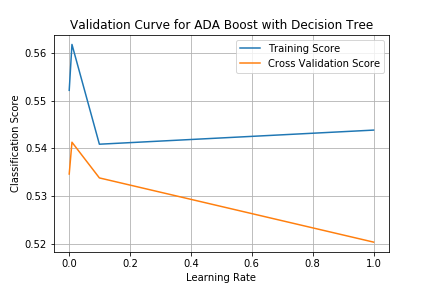 Validation Curve for ADA Boost with Decision Tree
Training Score
Cross Validation Score
Classification Score
0.56
0.55
0.54
0.53
0.52
0.0 0.2 0.4 0.6 0.8 1.0
Learning Rate